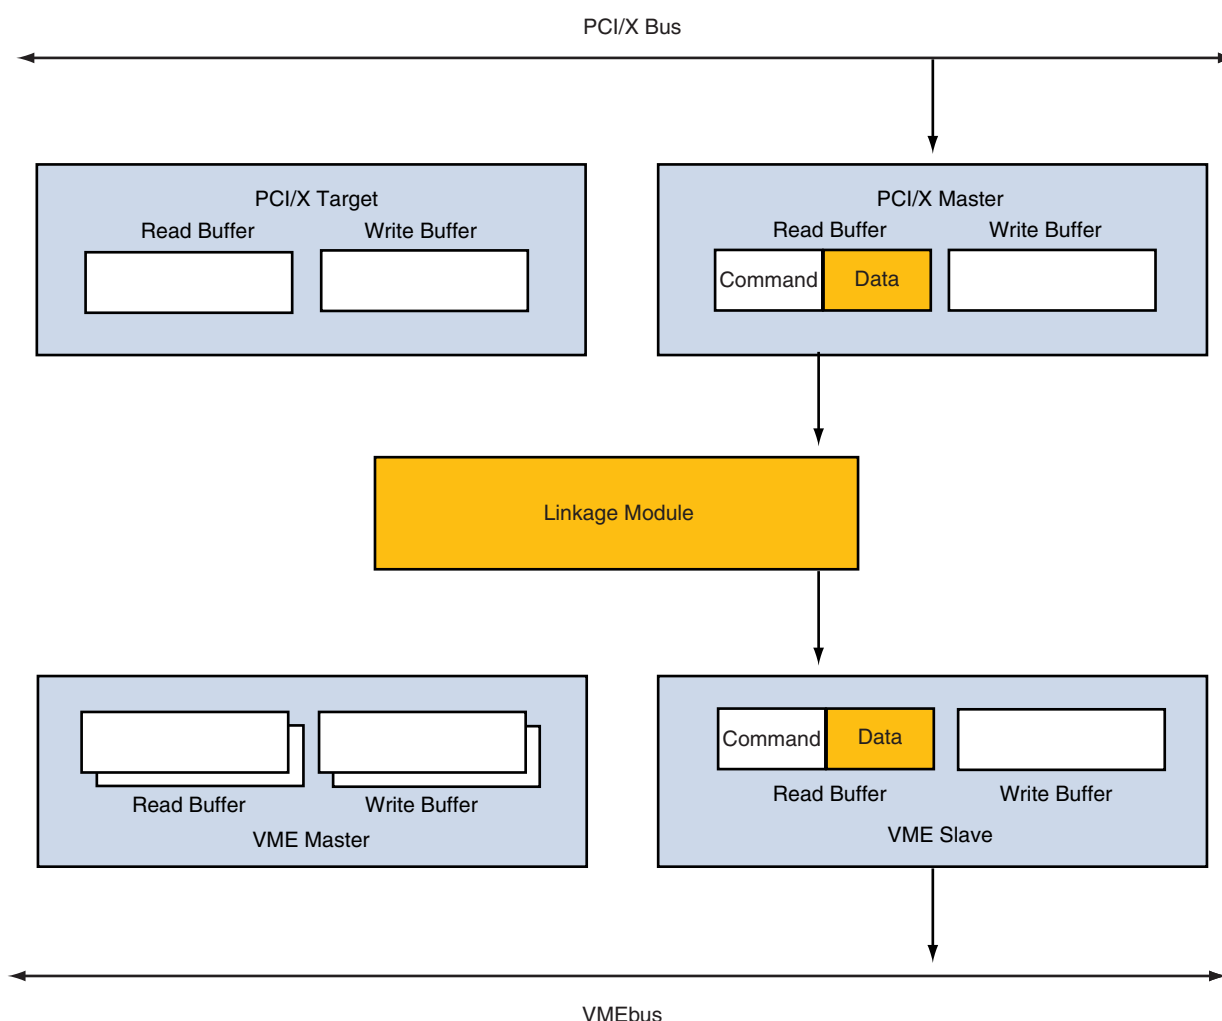 PCI/X Bus
PCI/X Target
Read Buffer
Write Buffer
PCI/X Master
Read Buffer
Write Buffer
Command
Data
Linkage Module
Read Buffer
Write Buffer
VME Master
Command
Data
Read Buffer
Write Buffer
VME Slave
VMEbus